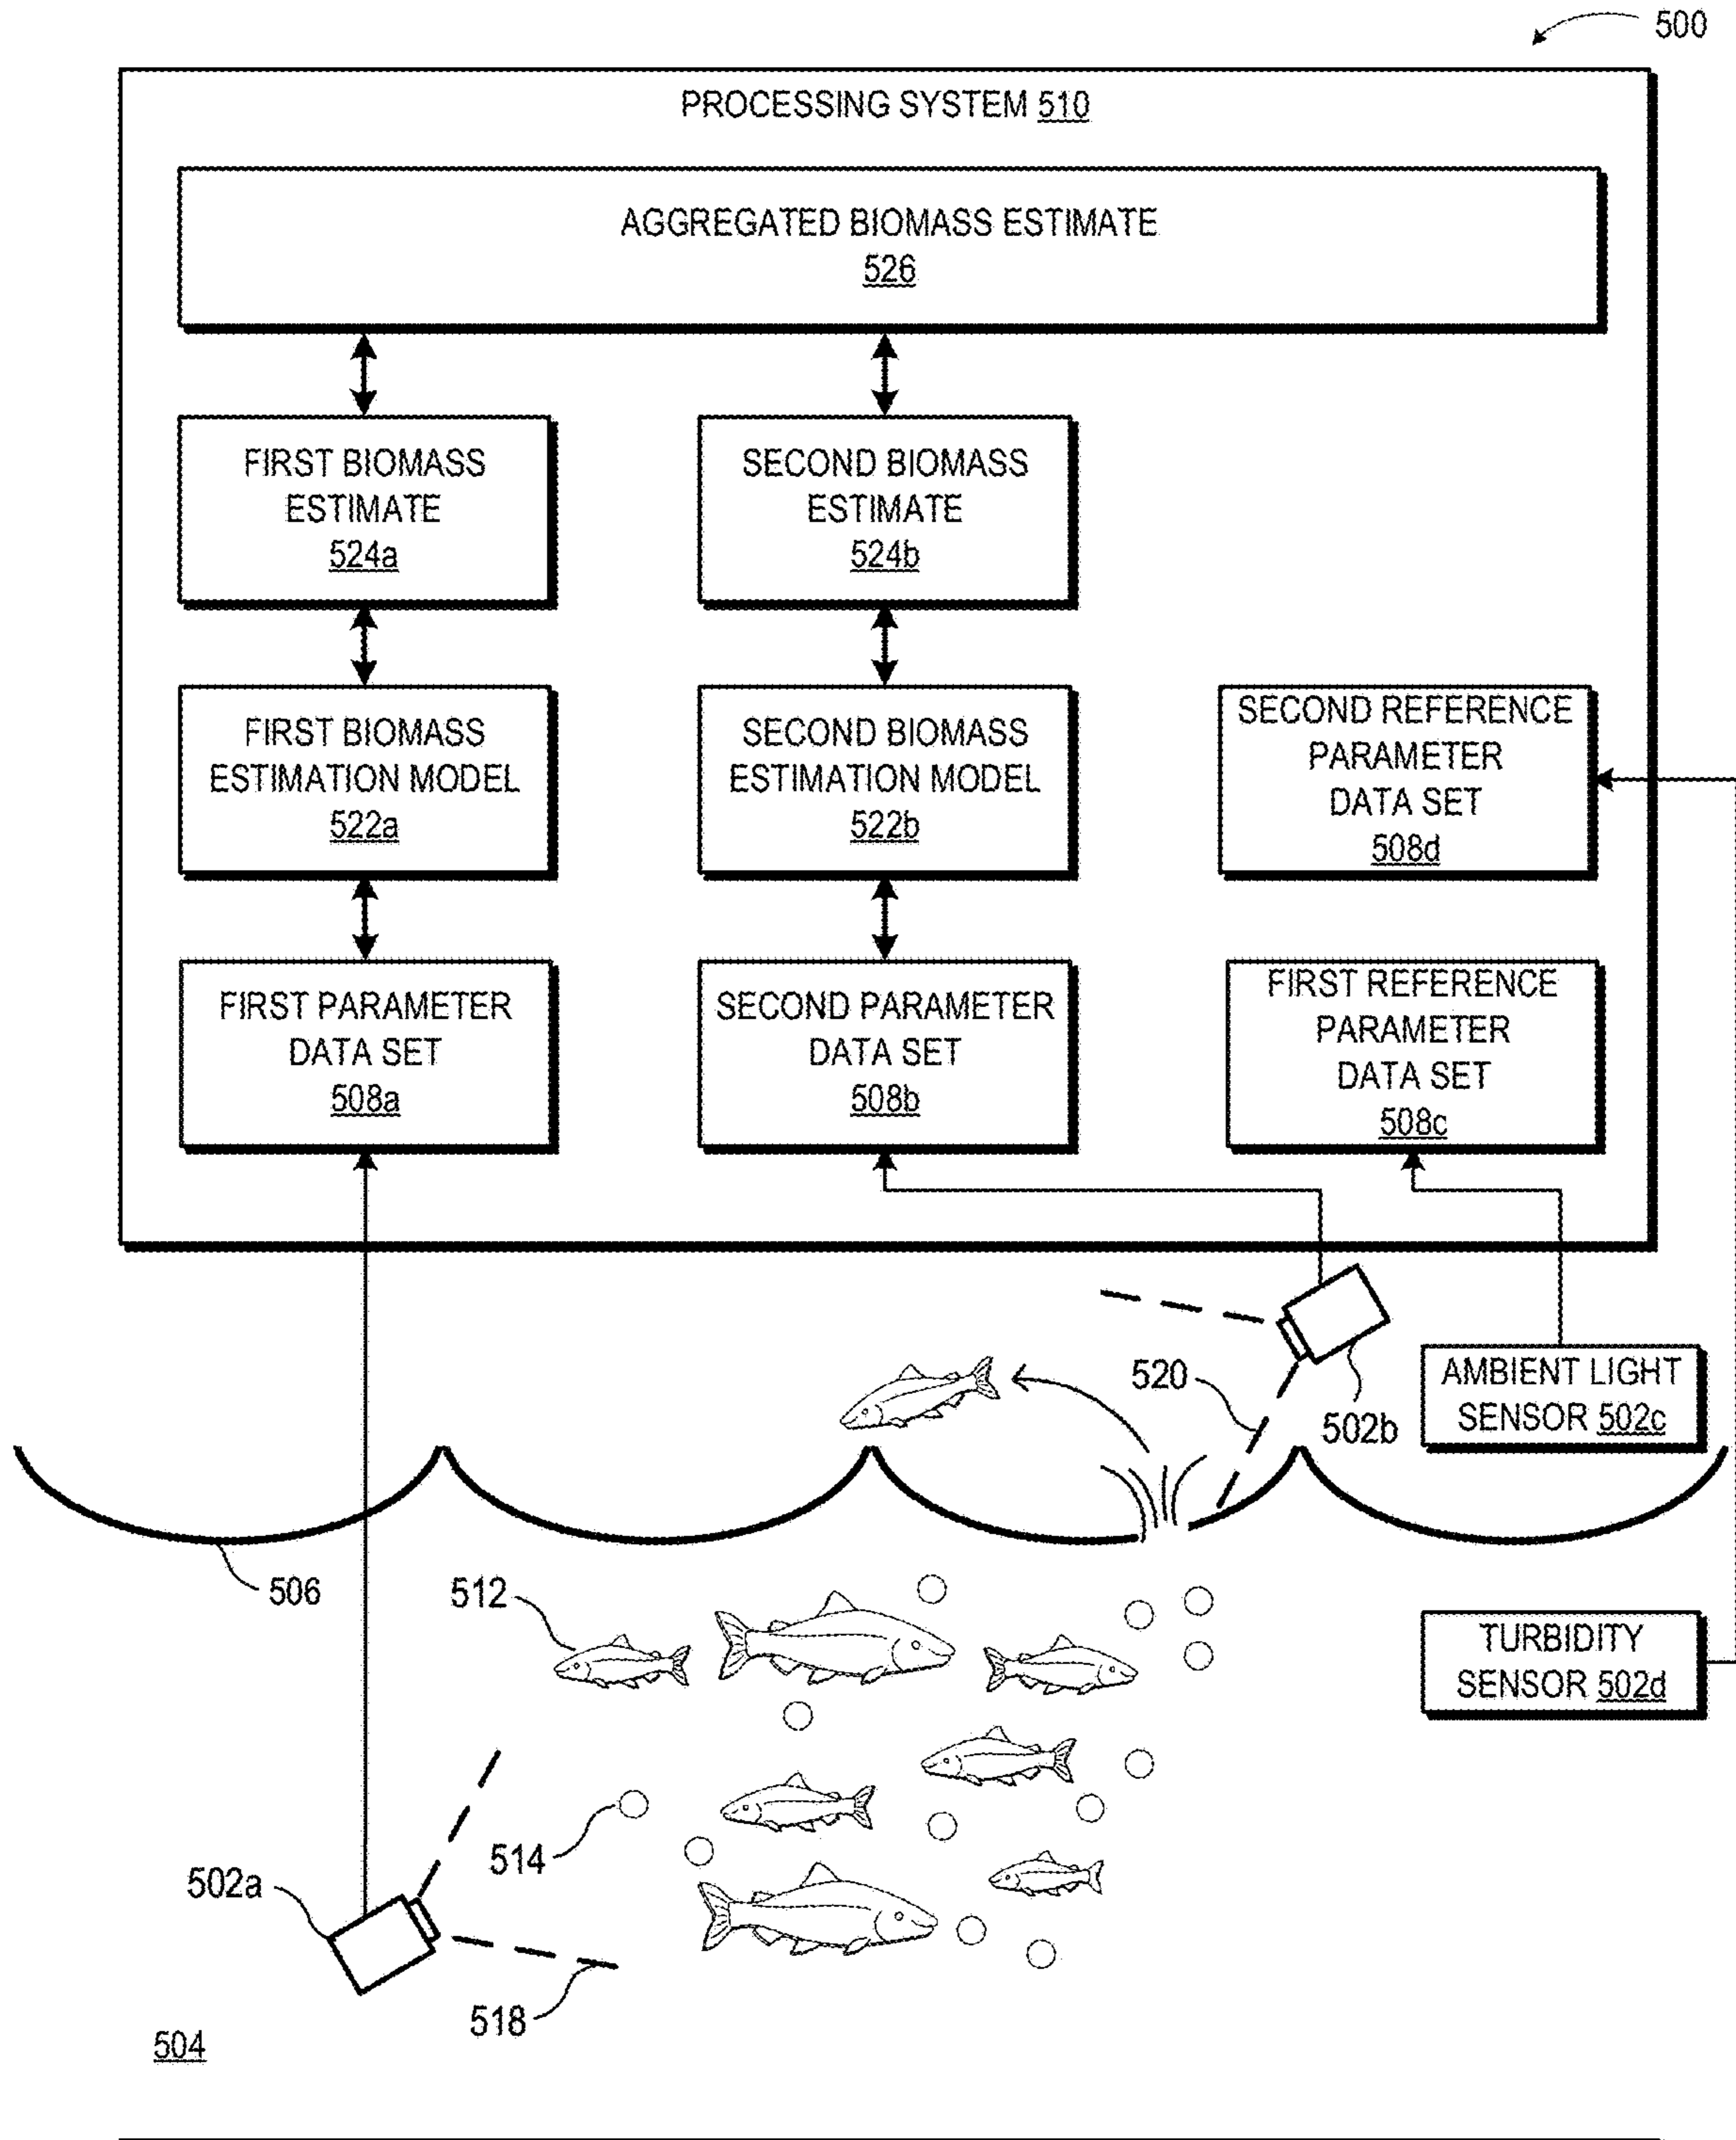 500
PROCESSING SYSTEM 510
AGGREGATED BIOMASS ESTIMATE
526
FIRST BIOMASS
ESTIMATE
524a
SECOND BIOMASS
ESTIMATE
524b
FIRST BIOMASS
ESTIMATION MODEL
522a
SECOND BIOMASS
ESTIMATION MODEL
522b
SECOND REFERENCE
PARAMETER
DATA SET
508d
FIRST PARAMETER
DATA SET
508a
SECOND PARAMETER
DATA SET
508b
FIRST REFERENCE
PARAMETER
DATA SET
508c
520
502b
AMBIENT LIGHT
SENSOR 502c
506
512
TURBIDITY
SENSOR 502d
514
502a
518
504